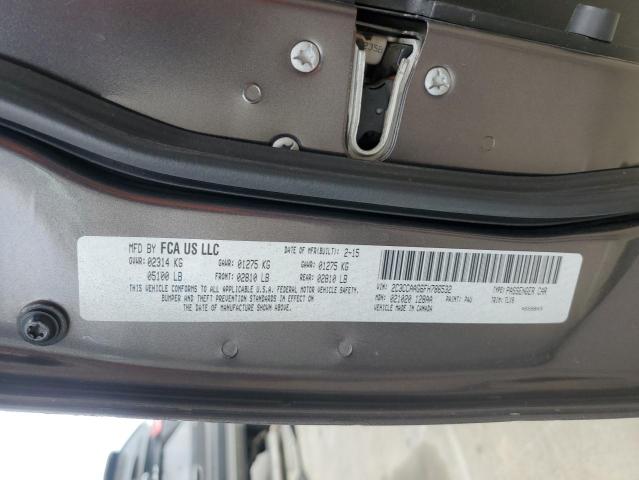 MFD BY FCA US LLC DATE OF MFR(BUILT): 2-15
GVWR: 02314 KG GAWR: 01275 KG GAWR: 01275 KG
05100 LB FRONT: 02810 LB REAR: 02810 LB
THIS VEHICLE CONFORMS TO ALL APPLICABLE U.S.A. FEDERAL MOTOR VEHICLE SAFETY,
BUMPER AND THEFT PREVENTION STANDARDS IN EFFECT ON
THE DATE OF MANUFACTURE SHOWN ABOVE.
VIN: 2C3CCAAG5FH786532 TYPE: PASSENGER CAR
MDH: 021020 128AA PAINT: PAU TRIM: TLX9
VEHICLE MADE IN CANADA